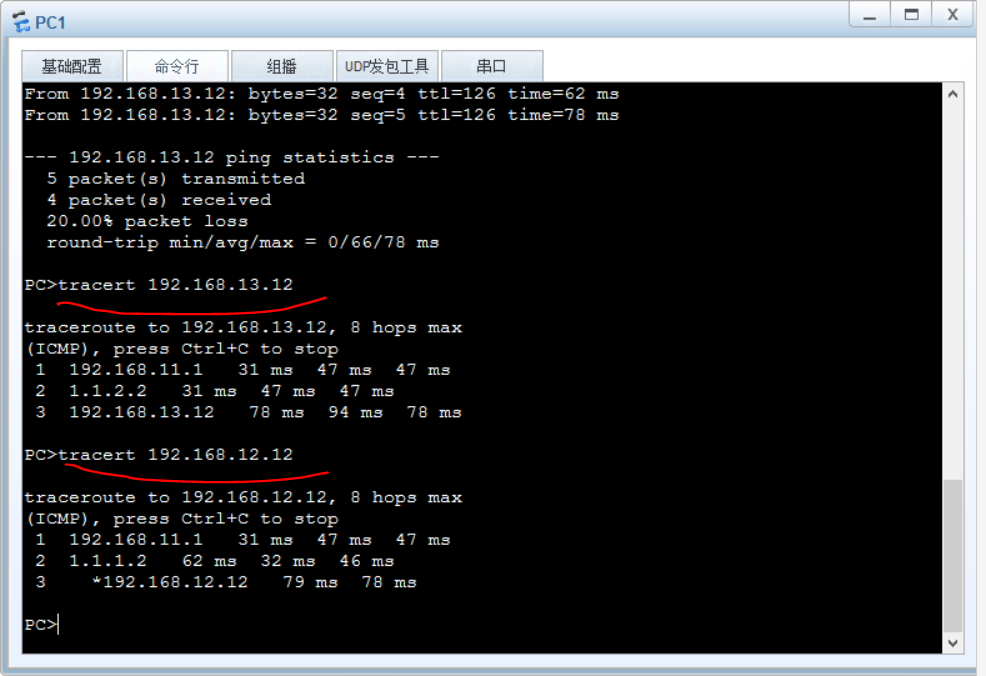 PC1
X
基础配置 命令行 组播 UDP发包工具 串口
From 192.168.13.12: bytes=32 seq=4 ttl=126 time=62 ms
From 192.168.13.12: bytes=32 seq=5 ttl=126 time=78 ms
--- 192.168.13.12 ping statistics ---
5 packet(s) transmitted
4 packet(s) received
20.00% packet loss
round-trip min/avg/max = 0/66/78 ms
PC>tracert 192.168.13.12
traceroute to 192.168.13.12, 8 hops max
(ICMP), press Ctrl+C to stop
1 192.168.11.1 31 ms 47 ms 47 ms
2 1.1.2.2 31 ms 47 ms 47 ms
3 192.168.13.12 78 ms 94 ms 78 ms
PC>tracert 192.168.12.12
traceroute to 192.168.12.12, 8 hops max
(ICMP), press Ctrl+C to stop
1 192.168.11.1 31 ms 47 ms 47 ms
2 1.1.1.2 62 ms 32 ms 46 ms
3 *192.168.12.12 79 ms 78 ms
PC>